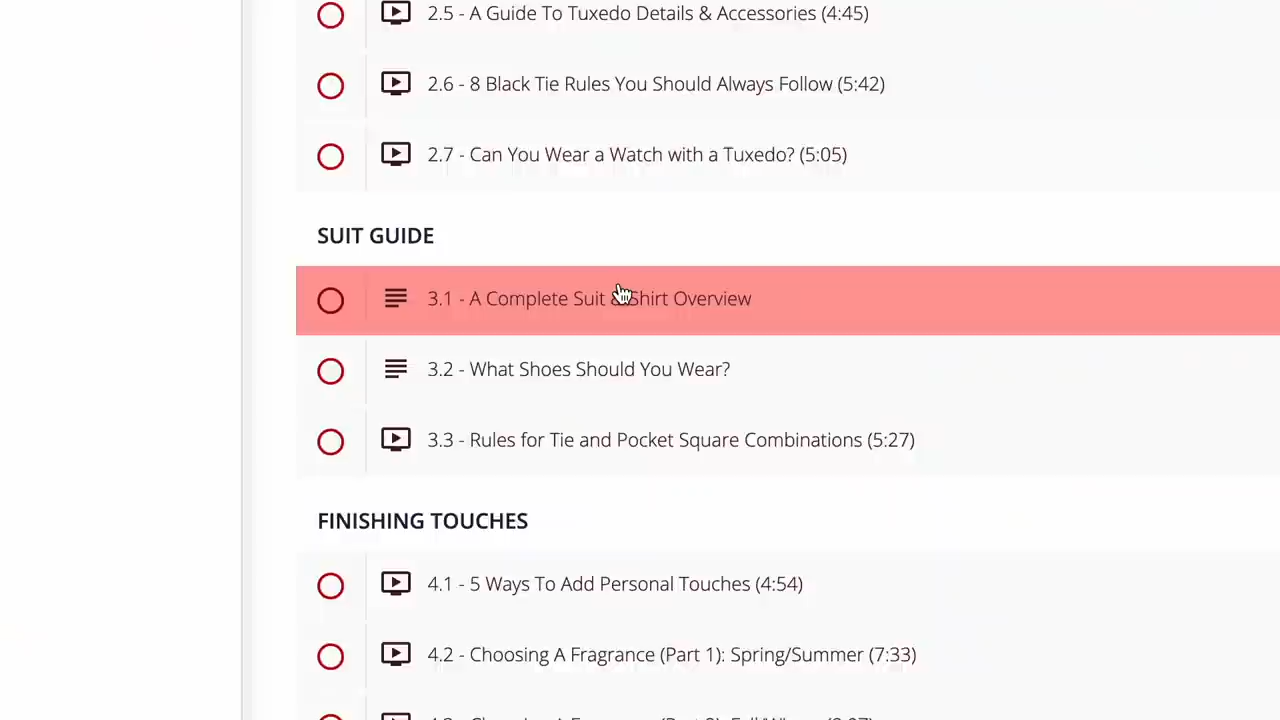 2.5 - A Guide To Tuxedo Details & Accessories (4:45)
2.6 - 8 Black Tie Rules You Should Always Follow (5:42)
2.7 - Can You Wear a Watch with a Tuxedo? (5:05)
SUIT GUIDE
3.1 - A Complete Suit & Shirt Overview
3.2 - What Shoes Should You Wear?
3.3 - Rules for Tie and Pocket Square Combinations (5:27)
FINISHING TOUCHES
4.1 - 5 Ways To Add Personal Touches (4:54)
4.2 - Choosing A Fragrance (Part 1): Spring/Summer (7:33)